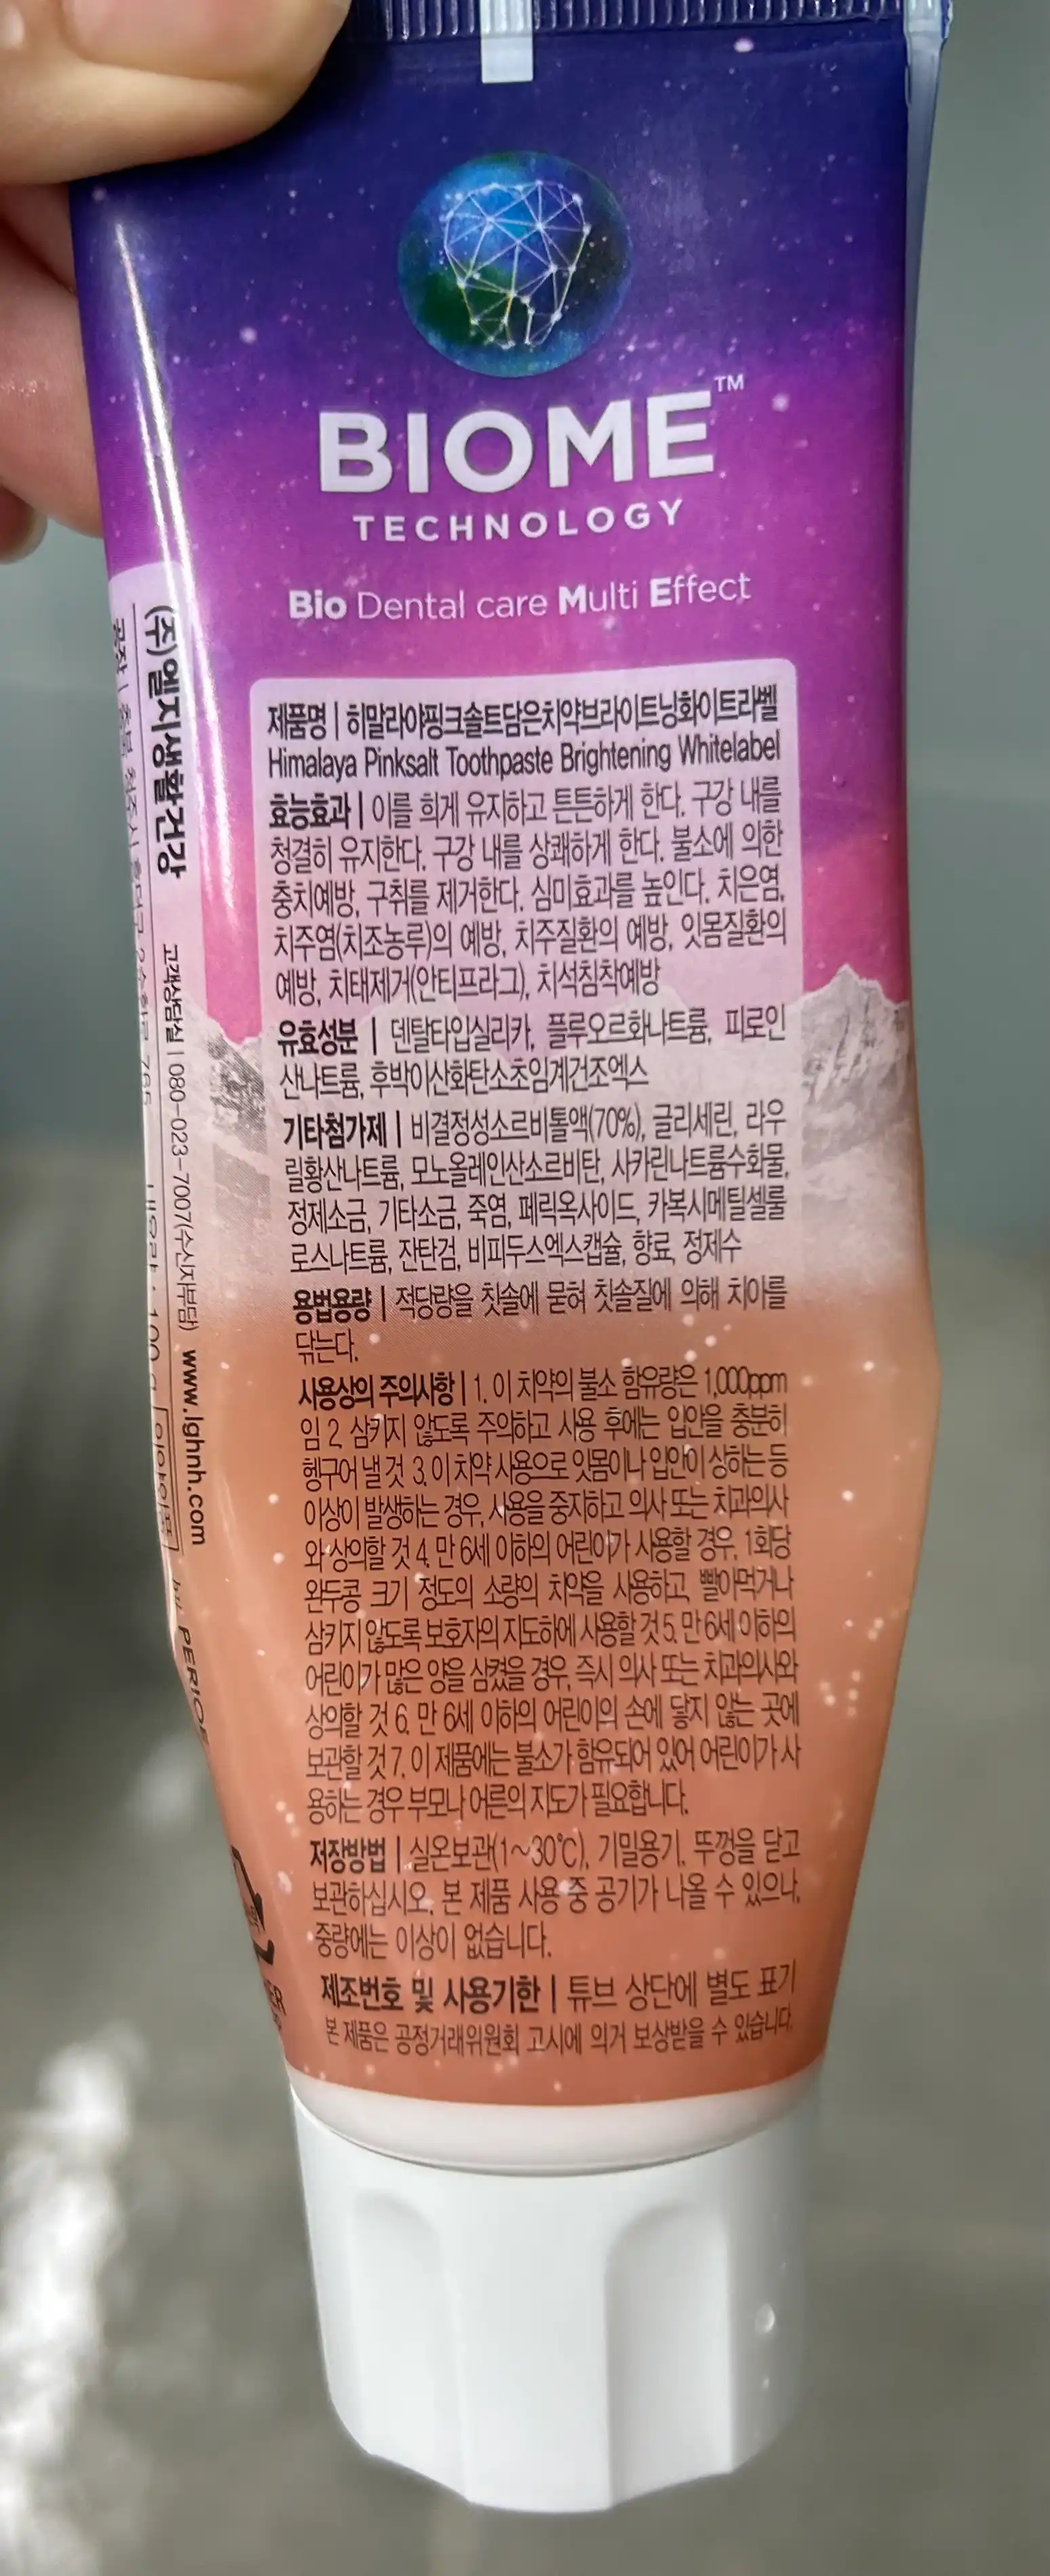 BIOME™
TECHNOLOGY
Bio Dental care Multi Effect
제품명 | 히말라야핑크솔트담은치약브라이트닝화이트라벨
Himalaya Pinksalt Toothpaste Brightening Whitelabel
효능효과 | 이를 희게 유지하고 튼튼하게 한다. 구강 내를
청결히 유지한다. 구강 내를 상쾌하게 한다. 불소에 의한
충치예방, 구취를 제거한다. 심미효과를 높인다. 치은염,
치주염(치조농루)의 예방, 치주질환의 예방, 잇몸질환의
예방, 치태제거(안티프라그), 치석침착예방
유효성분 | 덴탈타입실리카, 플루오르화나트륨, 피로인
산나트륨, 후박이산화탄소초임계건조엑스
기타첨가제 | 비결정성소르비톨액(70%), 글리세린, 라우
릴황산나트륨, 모노올레인산소르비탄, 사카린나트륨수화물,
정제소금, 기타소금, 죽염, 페릭옥사이드, 카복시메틸셀룰
로스나트륨, 잔탄검, 비피두스엑스캡슐, 향료, 정제수
용법용량 | 적당량을 칫솔에 묻혀 칫솔질에 의해 치아를
닦는다.
사용상의 주의사항 | 1. 이 치약의 불소 함유량은 1,000ppm
임 2. 삼키지 않도록 주의하고 사용 후에는 입안을 충분히
헹구어 낼 것 3. 이 치약 사용으로 잇몸이나 입안이 상하는 등
이상이 발생하는 경우, 사용을 중지하고 의사 또는 치과의사
와 상의할 것 4. 만 6세 이하의 어린이가 사용할 경우, 1회당
완두콩 크기 정도의 소량의 치약을 사용하고, 빨아먹거나
삼키지 않도록 보호자의 지도하에 사용할 것 5. 만 6세 이하의
어린이가 많은 양을 삼켰을 경우, 즉시 의사 또는 치과의사와
상의할 것 6. 만 6세 이하의 어린이의 손에 닿지 않는 곳에
보관할 것 7. 이 제품에는 불소가 함유되어 있어 어린이가 사
용하는 경우 부모나 어른의 지도가 필요합니다.
저장방법 | 실온보관(1~30℃), 기밀용기, 뚜껑을 닫고
보관하십시오. 본 제품 사용 중 공기가 나올 수 있으나,
중량에는 이상이 없습니다.
제조번호 및 사용기한 | 튜브 상단에 별도 표기
본 제품은 공정거래위원회 고시에 의거 보상받을 수 있습니다.
(주)엘지생활건강 고객상담실 | 080-023-7007(수신자부담) www.lghnh.com
PERIOE